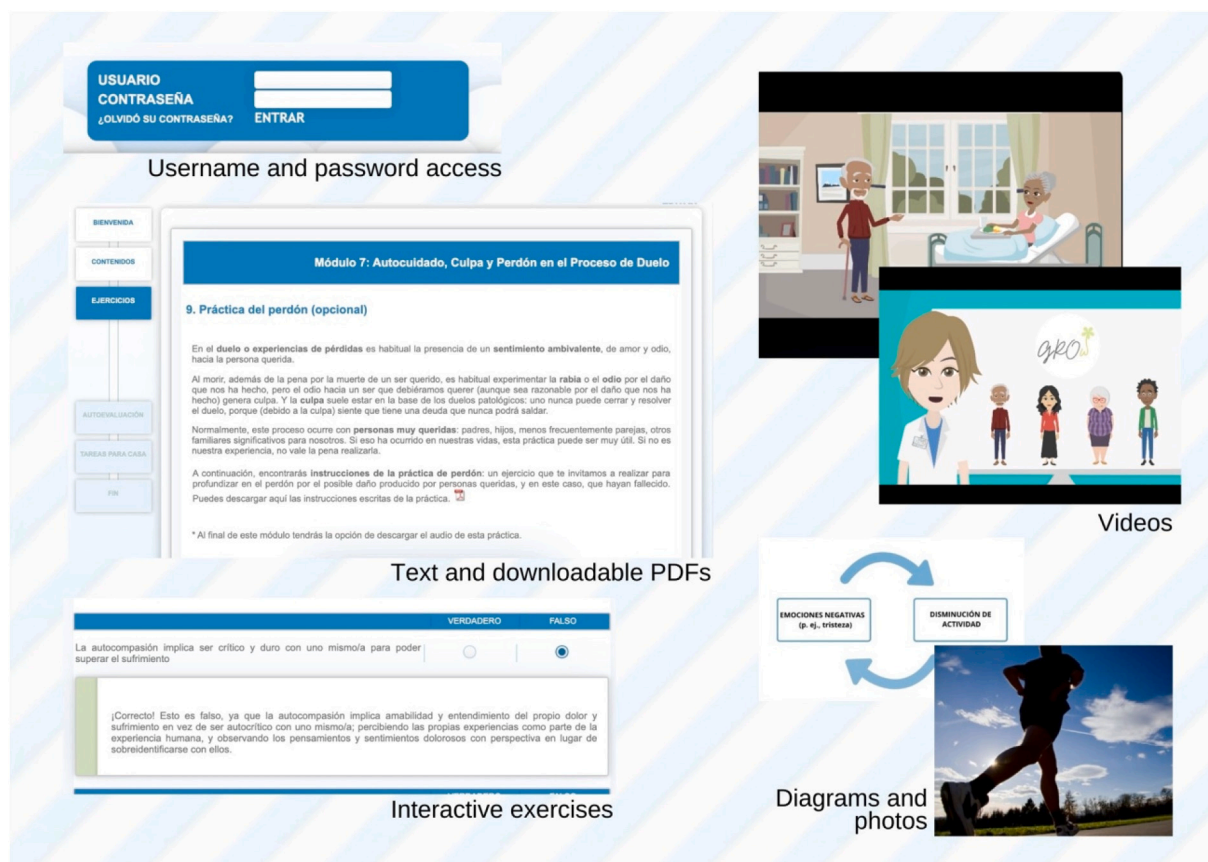 USUARIO
CONTRASEÑA
¿OLVIDÓ SU CONTRASEÑA? ENTRAR
Username and password access
BIENVENIDA
CONTENIDOS
EJERCICIOS
AUTOEVALUACIÓN
TAREAS PARA CASA
FIN
Módulo 7: Autocuidado, Culpa y Perdón en el Proceso de Duelo
9. Práctica del perdón (opcional)
En el duelo o experiencias de pérdidas es habitual la presencia de un sentimiento ambivalente, de amor y odio,
hacia la persona querida.
Al morir, además de la pena por la muerte de un ser querido, es habitual experimentar la rabia o el odio por el daño
que nos ha hecho, pero el odio hacia un ser que debiéramos querer (aunque sea razonable por el daño que nos ha
hecho) genera culpa. Y la culpa suele estar en la base de los duelos patológicos: uno nunca puede cerrar y resolver
el duelo, porque (debido a la culpa) siente que tiene una deuda que nunca podrá saldar.
Normalmente, este proceso ocurre con personas muy queridas: padres, hijos, menos frecuentemente parejas, otros
familiares significativos para nosotros. Si eso ha ocurrido en nuestras vidas, esta práctica puede ser muy útil. Si no es
nuestra experiencia, no vale la pena realizarla.
A continuación, encontrarás instrucciones de la práctica de perdón: un ejercicio que te invitamos a realizar para
profundizar en el perdón por el posible daño producido por personas queridas, y en este caso, que hayan fallecido.
Puedes descargar aquí las instrucciones escritas de la práctica.
* Al final de este módulo tendrás la opción de descargar el audio de esta práctica.
Text and downloadable PDFs
VERDADERO FALSO
La autocompasión implica ser crítico y duro con uno mismo/a para poder
superar el sufrimiento
¡Correcto! Esto es falso, ya que la autocompasión implica amabilidad y entendimiento del propio dolor y
sufrimiento en vez de ser autocrítico con uno mismo/a; percibiendo las propias experiencias como parte de la
experiencia humana, y observando los pensamientos y sentimientos dolorosos con perspectiva en lugar de
sobreidentificarse con ellos.
Interactive exercises
GRO
Videos
EMOCIONES NEGATIVAS
(p. ej., tristeza)
DISMINUCIÓN DE
ACTIVIDAD
Diagrams and
photos